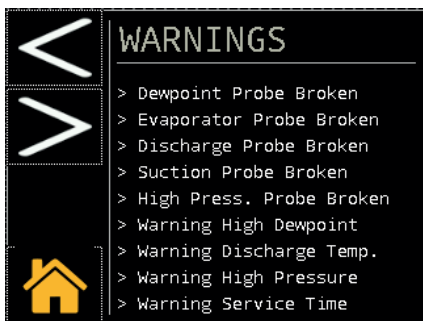 WARNINGS
> Dewpoint Probe Broken
> Evaporator Probe Broken
> Discharge Probe Broken
> Suction Probe Broken
> High Press. Probe Broken
> Warning High Dewpoint
> Warning Discharge Temp.
> Warning High Pressure
> Warning Service Time